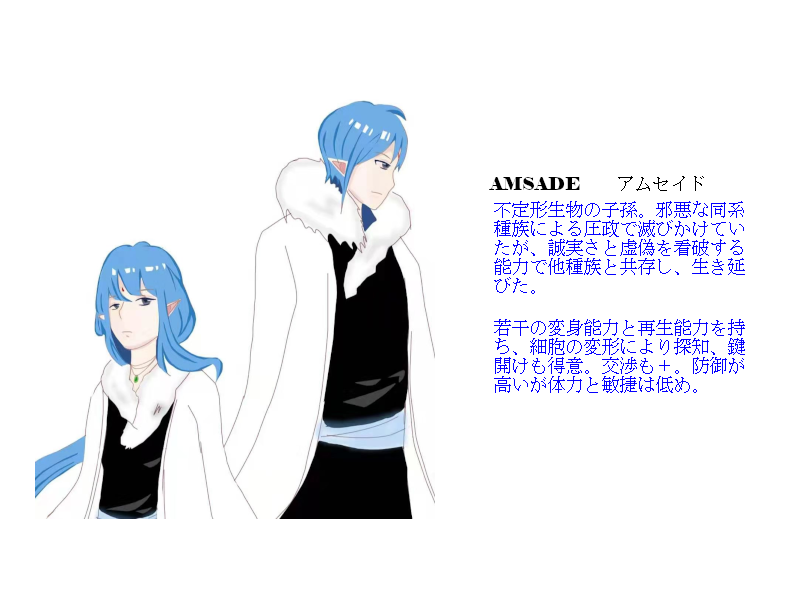 AMSADE アムセイド
不定形生物の子孫。邪悪な同系
種族による圧政で滅びかけてい
たが、誠実さと虚偽を看破する
能力で他種族と共存し、生き延
びた。
若干の変身能力と再生能力を持
ち、細胞の変形により探知、鍵
開けも得意。交渉も＋。防御が
高いが体力と敏捷は低め。